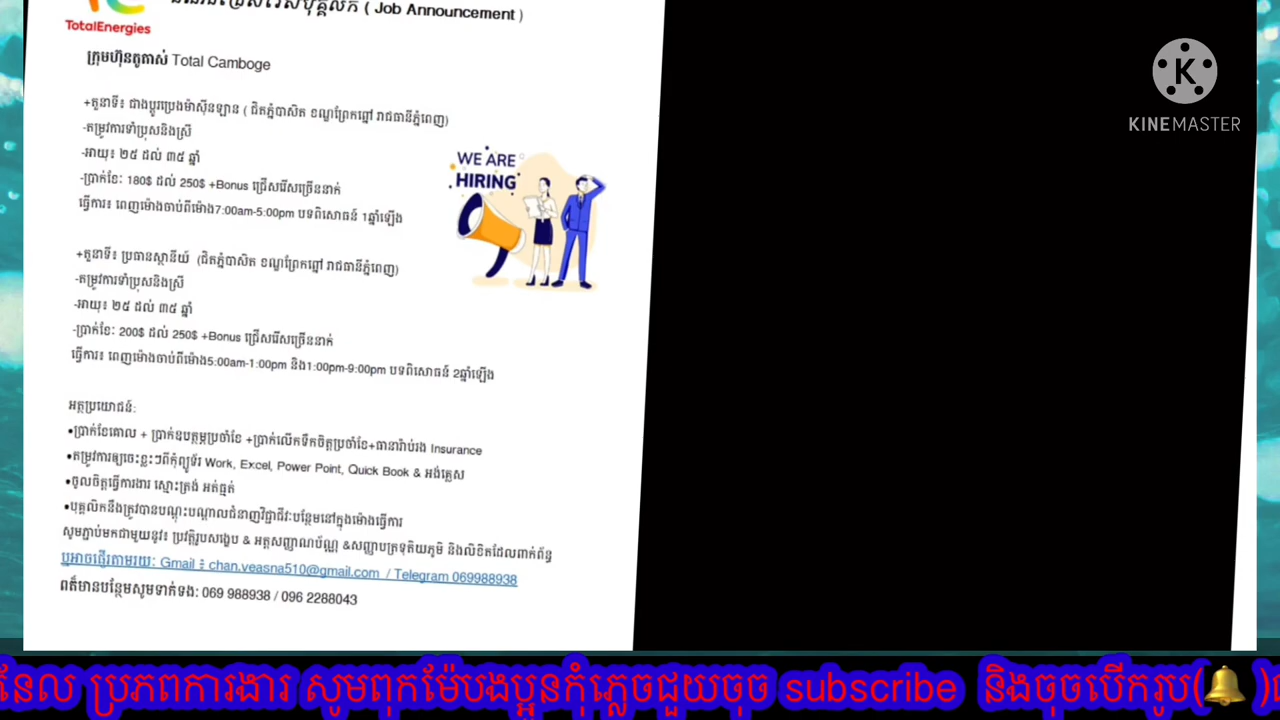 ( Job Announcement )
TotalEnergies
ក្រុមហ៊ុនតូតាល់ Total Camboge
+តួនាទី៖ ជាងប្តូរប្រេងម៉ាស៊ីនឡាន ( ជិតភ្នំបាសិត ខណ្ឌព្រែកព្នៅ រាជធានីភ្នំពេញ)
-តម្រូវការទាំប្រុសនិងស្រី
-អាយុ៖ ២៥ ដល់ ៣៥ ឆ្នាំ
-ប្រាក់ខែ: 180$ ដល់ 250$ +Bonus ជ្រើសរើសច្រើននាក់
ធ្វើការ៖ ពេញម៉ោងចាប់ពីម៉ោង7:00am-5:00pm បទពិសោធន៍ 1ឆ្នាំឡើង
WE ARE
HIRING
+តួនាទី៖ ប្រធានស្ថានីយ៍ (ជិតភ្នំបាសិត ខណ្ឌព្រែកព្នៅ រាជធានីភ្នំពេញ)
-តម្រូវការទាំប្រុសនិងស្រី
-អាយុ៖ ២៥ ដល់ ៣៥ ឆ្នាំ
-ប្រាក់ខែ: 200$ ដល់ 250$ +Bonus ជ្រើសរើសច្រើននាក់
ធ្វើការ៖ ពេញម៉ោងចាប់ពីម៉ោង5:00am-1:00pm និង1:00pm-9:00pm បទពិសោធន៍ 2ឆ្នាំឡើង
អត្ថប្រយោជន៍:
•ប្រាក់ខែគោល + ប្រាក់ឧបត្ថម្ភប្រចាំខែ +ប្រាក់លើកទឹកចិត្តប្រចាំខែ+ធានារ៉ាប់រង Insurance
•តម្រូវការឲ្យចេះខ្លះៗពីកុំព្យូទ័រ Work, Excel, Power Point, Quick Book & អង់គ្លេស
•ចូលចិត្តធ្វើការងារ ស្មោះត្រង់ អត់ធ្មត់
•បុគ្គលិកនឹងត្រូវបានបណ្តុះបណ្តាលជំនាញវិជ្ជាជីវ:បន្ថែមនៅក្នុងម៉ោងធ្វើការ
សូមភ្ជាប់មកជាមួយនូវ៖ ប្រវត្តិរូបសង្ខេប & អត្តសញ្ញាណប័ណ្ណ &សញ្ញាបត្រទុតិយភូមិ និងលិខិតដែលពាក់ព័ន្ធ
ឬអាចផ្ញើរតាមរយ: Gmail ៖ chan.veasna510@gmail.com / Telegram 069988938
ពត៌មានបន្ថែមសូមទាក់ទង: 069 988938 / 096 2288043
KINEMASTER
នែល ប្រភពការងារ សូមពុកម៉ែបងប្អូនកុំភ្លេចជួយចុច subscribe និងចុចបើករូប(🔔)